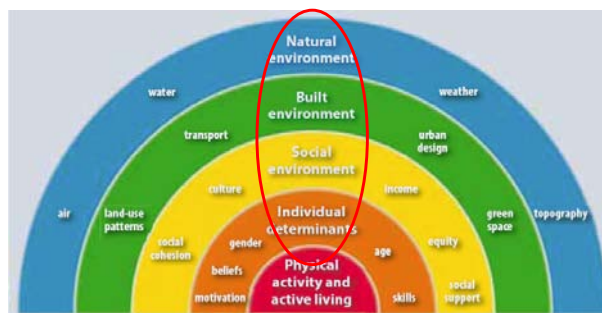 Natural
environment
water
weather
Built
environment
transport
urban
design
Social
environment
culture
income
air
land-use
patterns
Individual
determinants
green
space
topography
social
cohesion
gender
age
equity
beliefs
Physical
activity and
active living
motivation
skills
social
support